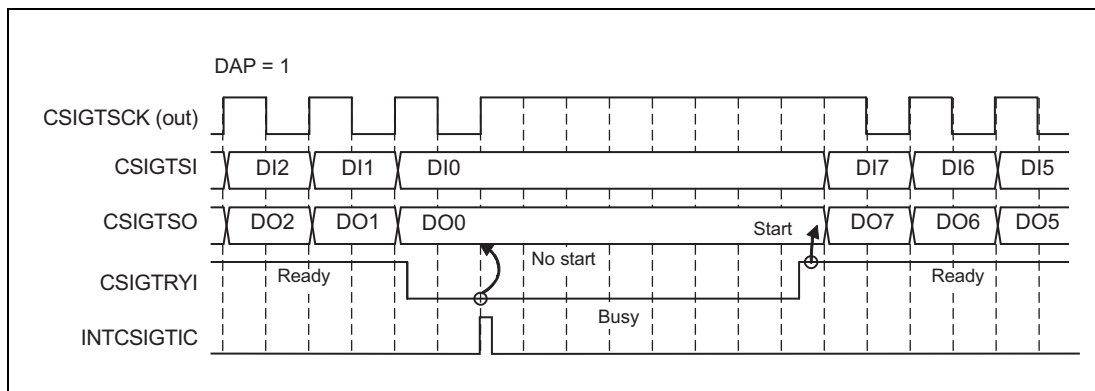 DAP = 1
CSIGTSCK (out)
CSIGTSI DI2 DI1 DI0 DI7 DI6 DI5
CSIGTSO DO2 DO1 DO0 Start DO7 DO6 DO5
CSIGTRYI Ready No start Busy Ready
INTCSIGTIC